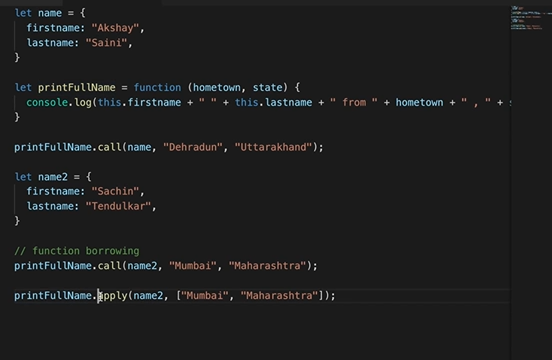 let name = {
firstname: "Akshay",
lastname: "Saini",
}
let printFullName = function (hometown, state) {
console.log(this.firstname + " " + this.lastname + " from " + hometown + " , " + s
}
printFullName.call(name, "Dehradun", "Uttarakhand");
let name2 = {
firstname: "Sachin",
lastname: "Tendulkar",
}
// function borrowing
printFullName.call(name2, "Mumbai", "Maharashtra");
printFullName.apply(name2, ["Mumbai", "Maharashtra"]);